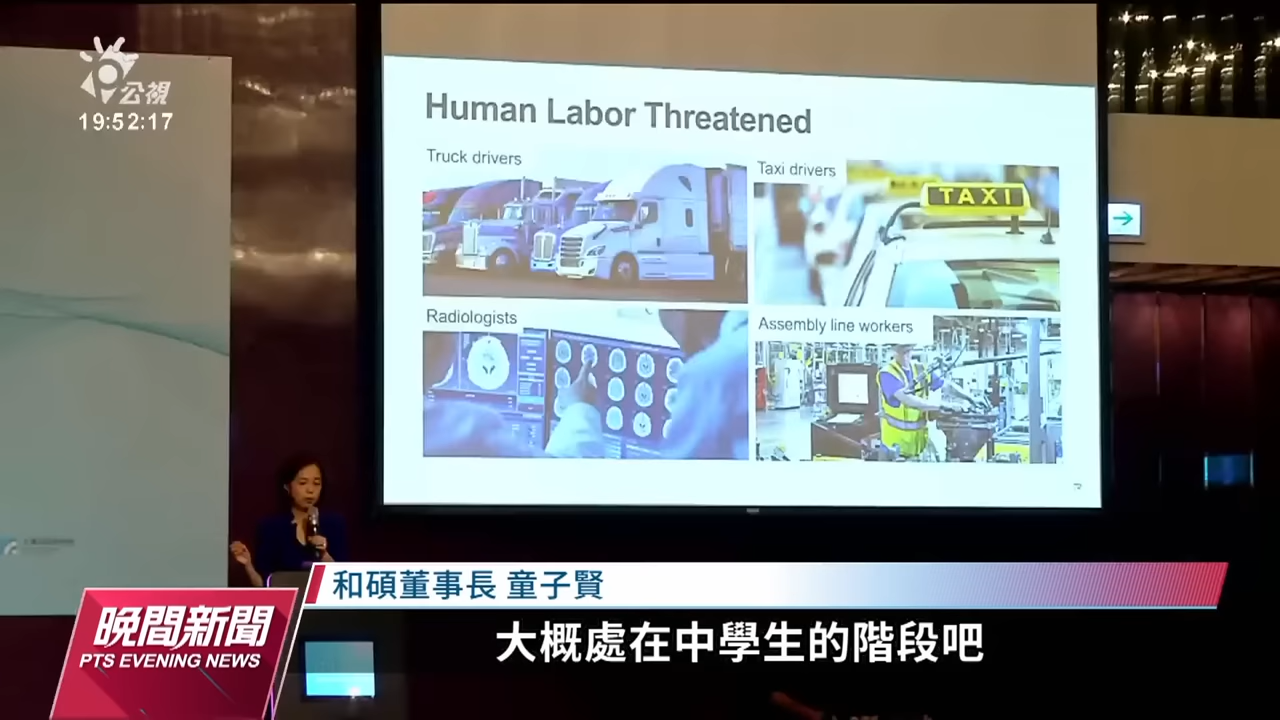 公視
19:52:17
Human Labor Threatened
Truck drivers
Taxi drivers
TAXI
Radiologists
Assembly line workers
和碩董事長 童子賢
晚間新聞
PTS EVENING NEWS
大概處在中學生的階段吧